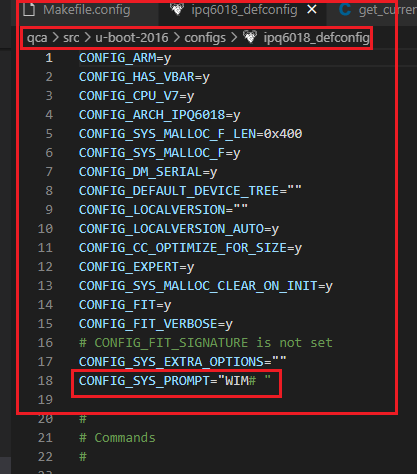 Makefile.config
ipq6018_defconfig
get_curren
qca > src > u-boot-2016 > configs > ipq6018_defconfig
1 CONFIG_ARM=y
2 CONFIG_HAS_VBAR=y
3 CONFIG_CPU_V7=y
4 CONFIG_ARCH_IPQ6018=y
5 CONFIG_SYS_MALLOC_F_LEN=0x400
6 CONFIG_SYS_MALLOC_F=y
7 CONFIG_DM_SERIAL=y
8 CONFIG_DEFAULT_DEVICE_TREE=""
9 CONFIG_LOCALVERSION=""
10 CONFIG_LOCALVERSION_AUTO=y
11 CONFIG_CC_OPTIMIZE_FOR_SIZE=y
12 CONFIG_EXPERT=y
13 CONFIG_SYS_MALLOC_CLEAR_ON_INIT=y
14 CONFIG_FIT=y
15 CONFIG_FIT_VERBOSE=y
16 # CONFIG_FIT_SIGNATURE is not set
17 CONFIG_SYS_EXTRA_OPTIONS=""
18 CONFIG_SYS_PROMPT="WIM# "
19
20 #
21 # Commands
22 #